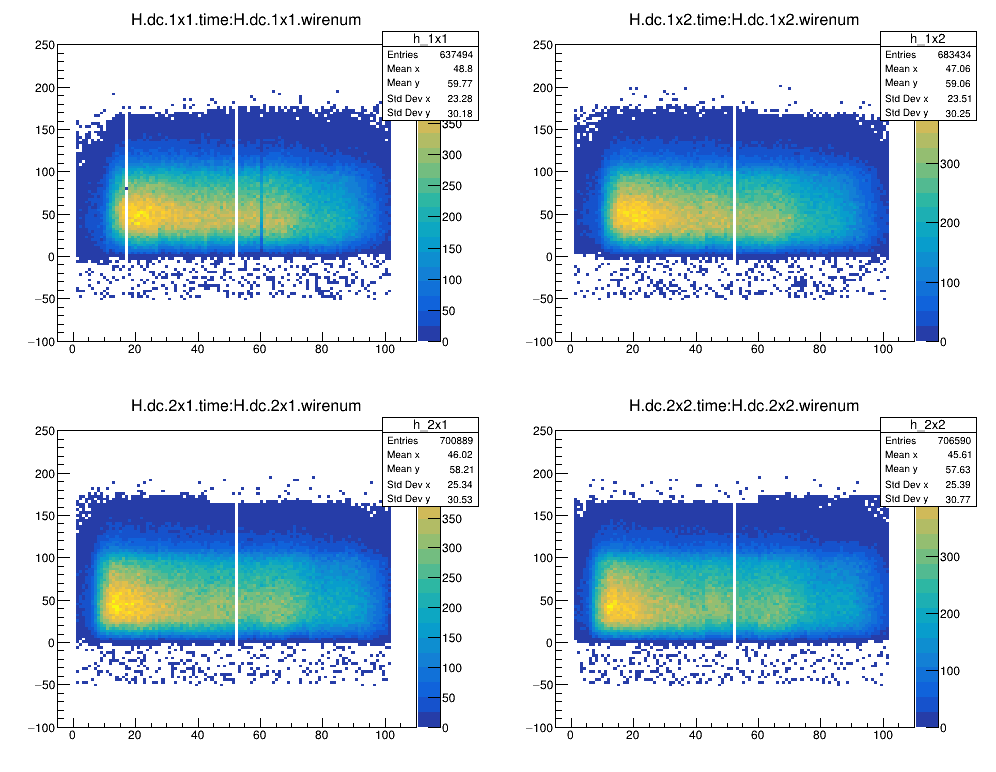 H.dc.1x1.time:H.dc.1x1.wirenum
h_1x1
Entries 637494
Mean x 48.8
Mean y 59.77
Std Dev x 23.28
Std Dev y 30.18
250
200
150
100
50
0
−50
−100
0 20 40 60 80 100
350
300
250
200
150
100
50
0
H.dc.1x2.time:H.dc.1x2.wirenum
h_1x2
Entries 683434
Mean x 47.06
Mean y 59.06
Std Dev x 23.51
Std Dev y 30.25
250
200
150
100
50
0
−50
−100
0 20 40 60 80 100
300
200
100
0
H.dc.2x1.time:H.dc.2x1.wirenum
h_2x1
Entries 700889
Mean x 46.02
Mean y 58.21
Std Dev x 25.34
Std Dev y 30.53
250
200
150
100
50
0
−50
−100
0 20 40 60 80 100
350
300
250
200
150
100
50
0
H.dc.2x2.time:H.dc.2x2.wirenum
h_2x2
Entries 706590
Mean x 45.61
Mean y 57.63
Std Dev x 25.39
Std Dev y 30.77
250
200
150
100
50
0
−50
−100
0 20 40 60 80 100
300
200
100
0